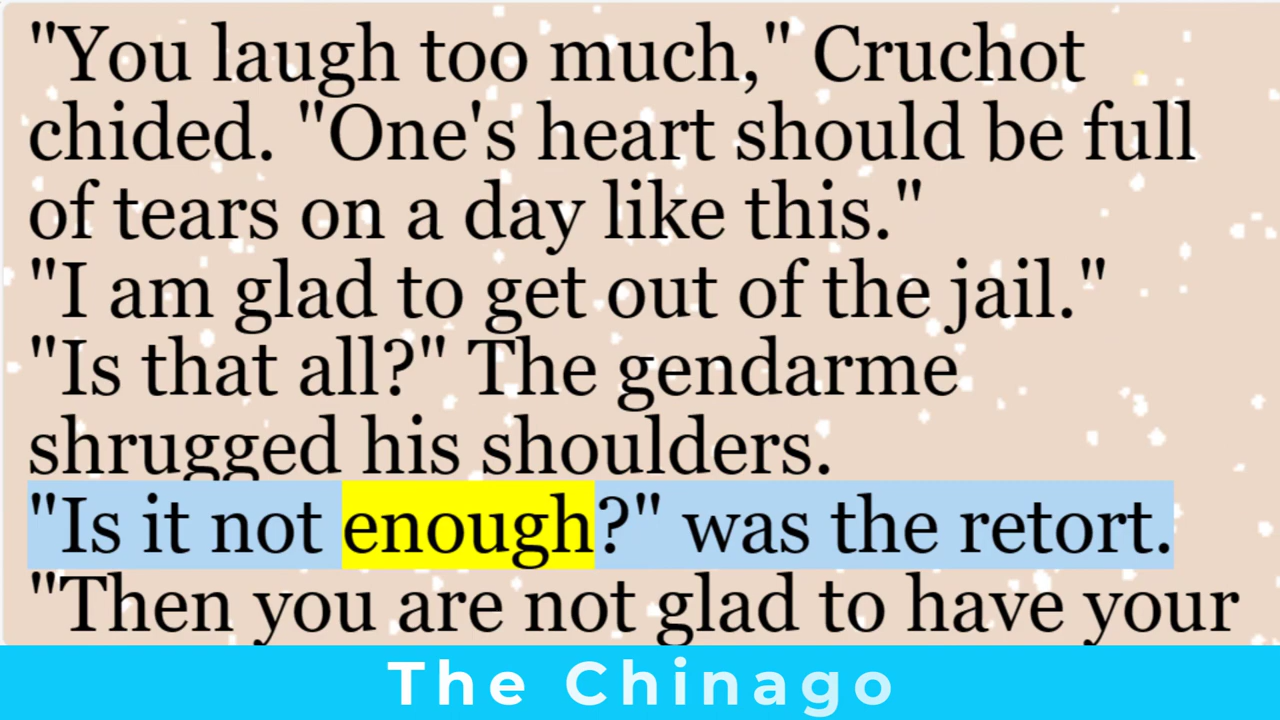 "You laugh too much," Cruchot
chided. "One's heart should be full
of tears on a day like this."
"I am glad to get out of the jail."
"Is that all?" The gendarme
shrugged his shoulders.
"Is it not enough?" was the retort.
"Then you are not glad to have your
The Chinago